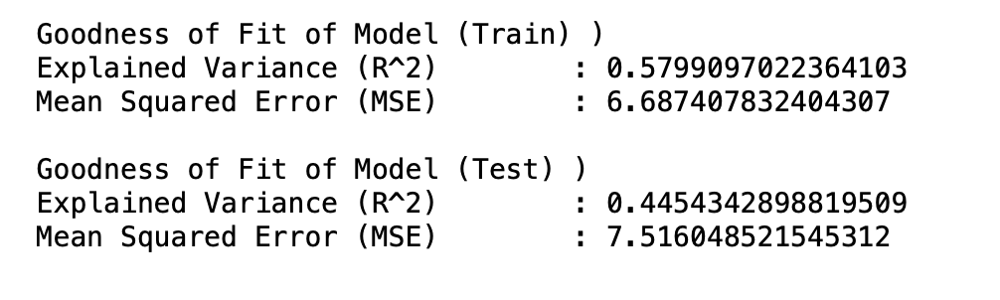 Goodness of Fit of Model (Train) )
Explained Variance (R^2) : 0.5799097022364103
Mean Squared Error (MSE) : 6.687407832404307
Goodness of Fit of Model (Test) )
Explained Variance (R^2) : 0.4454342898819509
Mean Squared Error (MSE) : 7.516048521545312